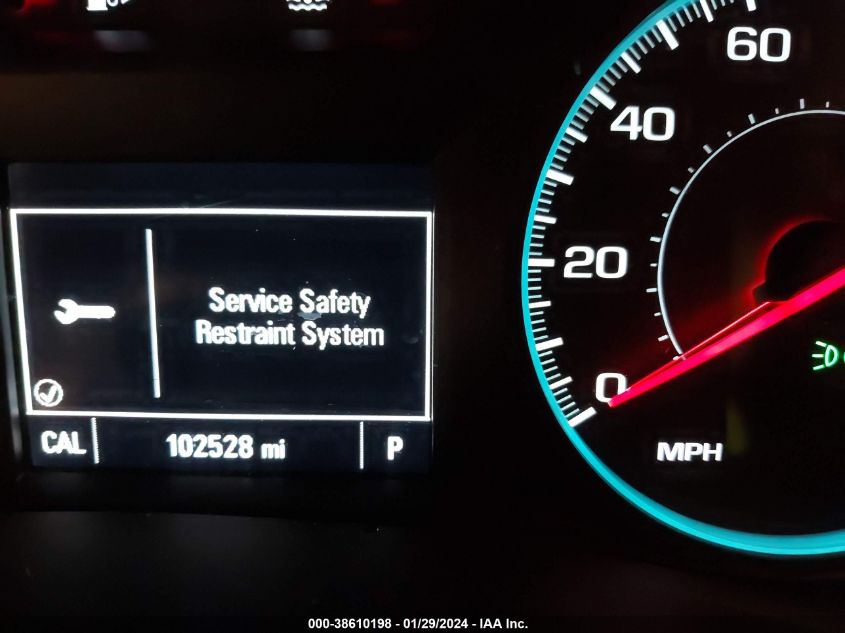 Service Safety
Restraint System
CAL 102528 mi P
60
40
20
0
MPH
000-38610198 - 01/29/2024 - IAA Inc.